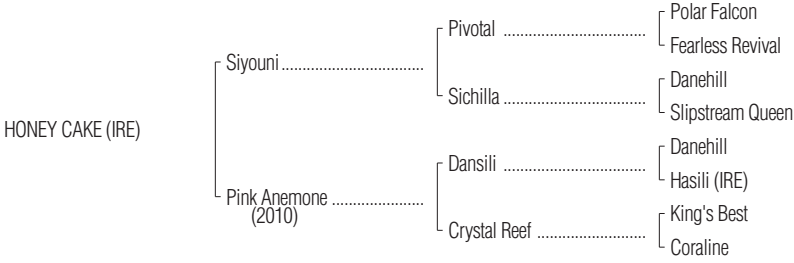 Polar Falcon
Pivotal ....................................
Fearless Revival
Siyouni ....................................
Danehill
Sichilla ....................................
Slipstream Queen
HONEY CAKE (IRE)
Danehill
Dansili ....................................
Hasili (IRE)
Pink Anemone ........................
(2010)
King's Best
Crystal Reef ...........................
Coraline